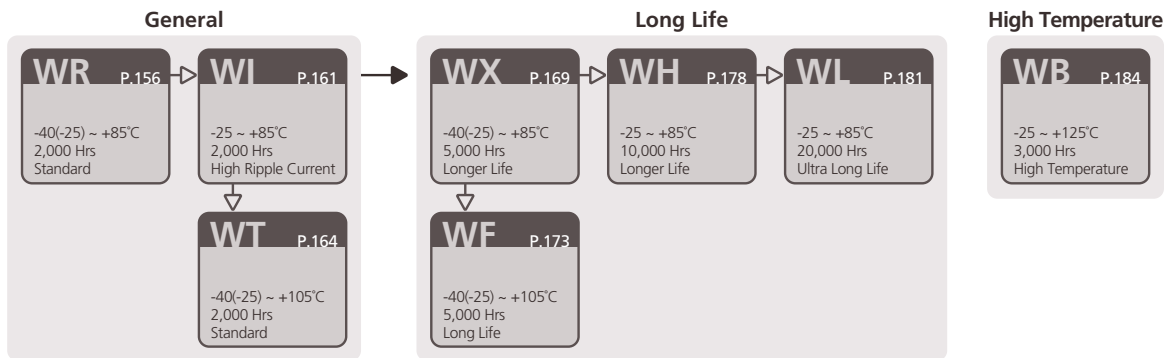 General
WR P.156
-40(-25) ~ +85˚C
2,000 Hrs
Standard
WI P.161
-25 ~ +85˚C
2,000 Hrs
High Ripple Current
WT P.164
-40(-25) ~ +105˚C
2,000 Hrs
Standard
Long Life
WX P.169
-40(-25) ~ +85˚C
5,000 Hrs
Longer Life
WH P.178
-25 ~ +85˚C
10,000 Hrs
Longer Life
WL P.181
-25 ~ +85˚C
20,000 Hrs
Ultra Long Life
WF P.173
-40(-25) ~ +105˚C
5,000 Hrs
Long Life
High Temperature
WB P.184
-25 ~ +125˚C
3,000 Hrs
High Temperature